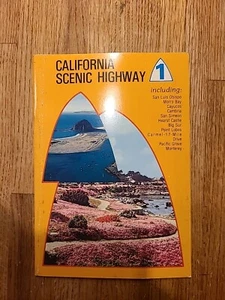 CALIFORNIA
SCENIC HIGHWAY
1
including:
San Luis Obispo
Morro Bay
Cayucos
Cambria
San Simeon
Hearst Castle
Big Sur
Point Lobos
Carmel-17-Mile
Drive
Pacific Grove
Monterey